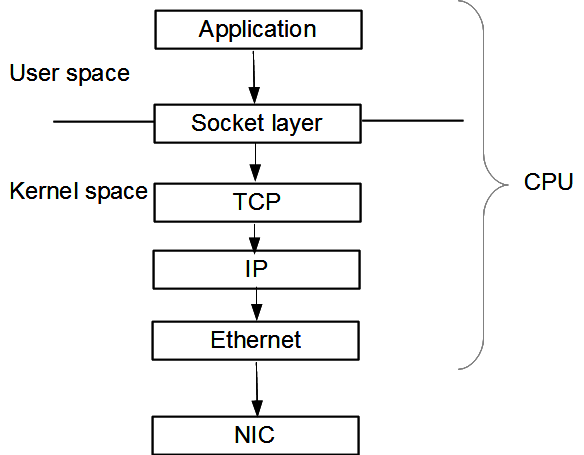 Application
User space
Socket layer
Kernel space
CPU
TCP
IP
Ethernet
NIC